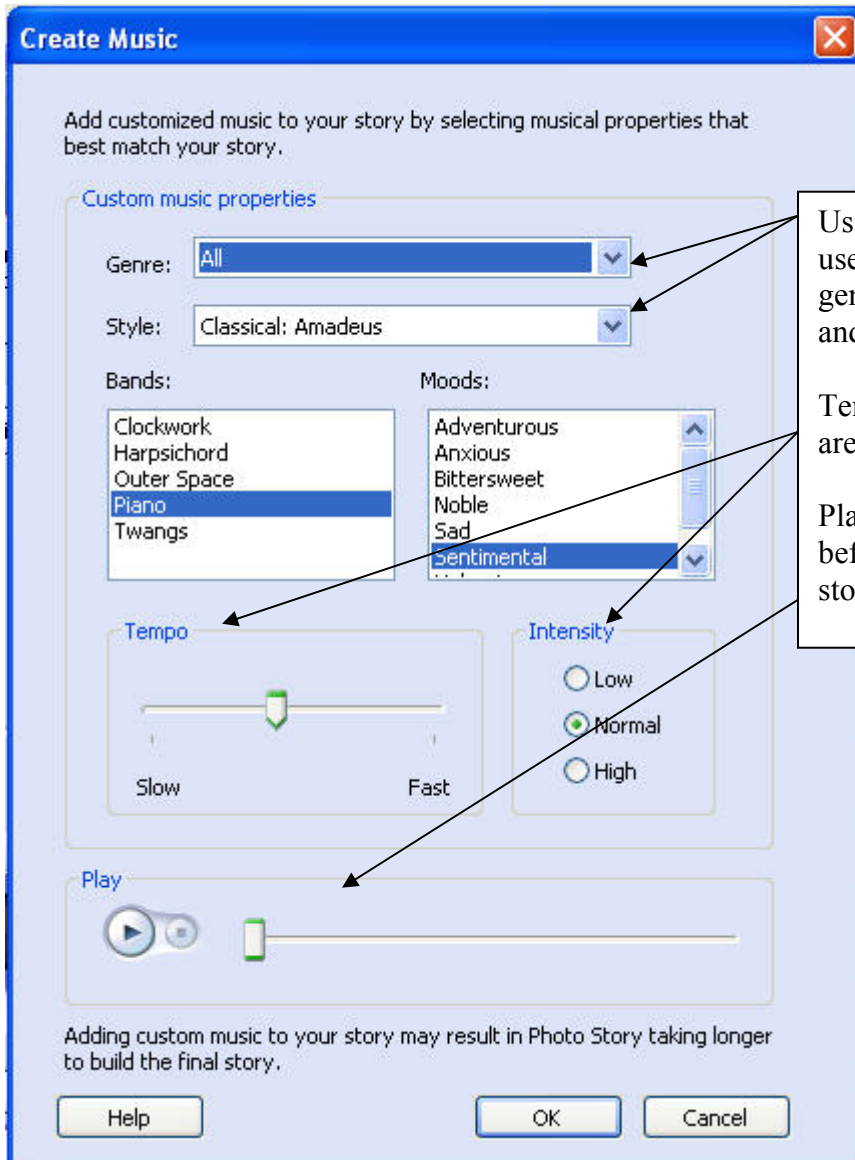 Create Music
Add customized music to your story by selecting musical properties that
best match your story.
Custom music properties
Genre: All
Style: Classical: Amadeus
Bands: Moods:
Clockwork
Harpsichord
Outer Space
Piano
Twangs
Adventurous
Anxious
Bittersweet
Noble
Sad
Sentimental
Tempo
Slow Fast
Intensity
Low
Normal
High
Play
Adding custom music to your story may result in Photo Story taking longer
to build the final story.
Help OK Cancel
and
are